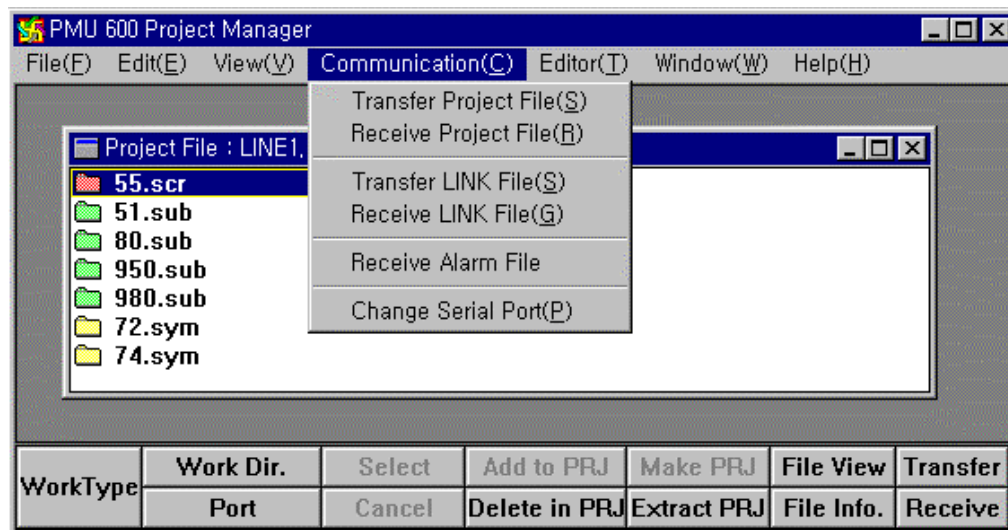 PMU 600 Project Manager
File(F) Edit(E) View(V) Communication(C) Editor(T) Window(W) Help(H)
Transfer Project File(S)
Receive Project File(R)
Transfer LINK File(S)
Receive LINK File(G)
Receive Alarm File
Change Serial Port(P)
Project File : LINE1,
55.scr
51.sub
80.sub
950.sub
980.sub
72.sym
74.sym
WorkType
Work Dir. Select Add to PRJ Make PRJ File View Transfer
Port Cancel Delete in PRJ Extract PRJ File Info. Receive